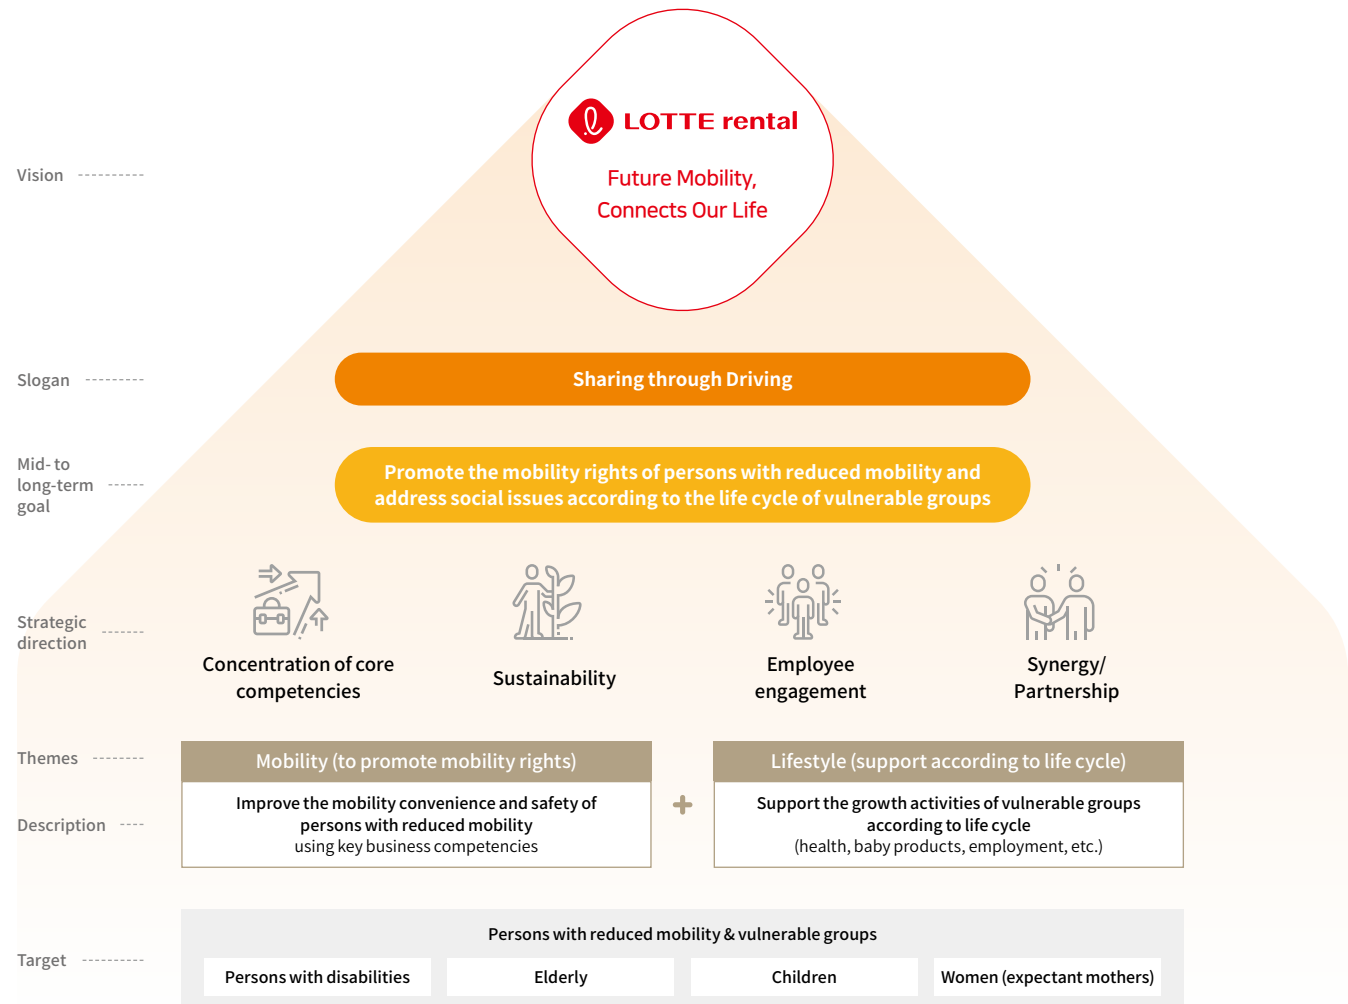 LOTTE rental
Future Mobility,
Connects Our Life
Vision
Slogan
Sharing through Driving
Mid- to
long-term
goal
Promote the mobility rights of persons with reduced mobility and
address social issues according to the life cycle of vulnerable groups
Strategic
direction
Concentration of core
competencies
Sustainability
Employee
engagement
Synergy/
Partnership
Themes
Mobility (to promote mobility rights)
Lifestyle (support according to life cycle)
Description
Improve the mobility convenience and safety of
persons with reduced mobility
using key business competencies
Support the growth activities of vulnerable groups
according to life cycle
(health, baby products, employment, etc.)
Target
Persons with reduced mobility & vulnerable groups
Persons with disabilities
Elderly
Children
Women (expectant mothers)